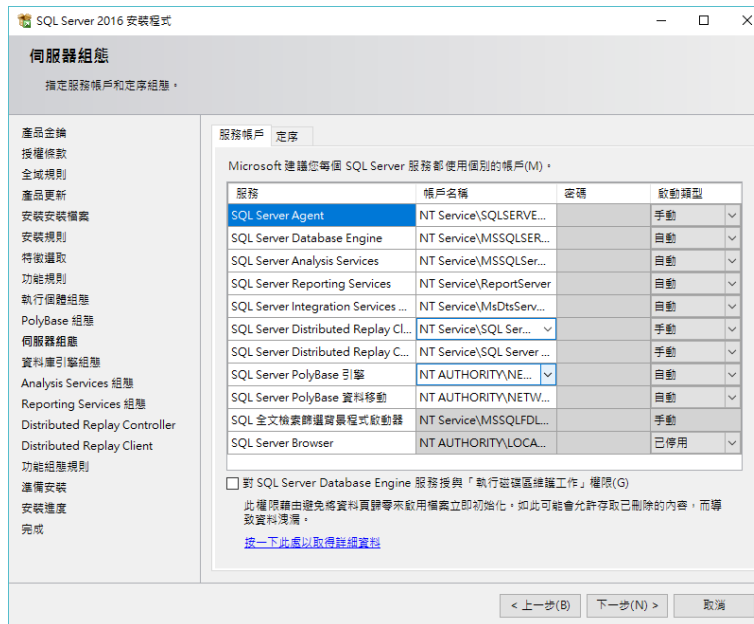 SQL Server 2016 安裝程式
伺服器組態
指定服務帳戶和定序組態。
產品金鑰
授權條款
全域規則
產品更新
安裝安裝檔案
安裝規則
特徵選取
功能規則
執行個體組態
PolyBase 組態
伺服器組態
資料庫引擎組態
Analysis Services 組態
Reporting Services 組態
Distributed Replay Controller
Distributed Replay Client
功能組態規則
準備安裝
安裝進度
完成
服務帳戶 定序
Microsoft 建議您每個 SQL Server 服務都使用個別的帳戶(M)。
服務 帳戶名稱 密碼 啟動類型
SQL Server Agent NT Service\SQLSERVE... 手動
SQL Server Database Engine NT Service\MSSQLSER... 自動
SQL Server Analysis Services NT Service\MSSQLSer... 自動
SQL Server Reporting Services NT Service\ReportServer 自動
SQL Server Integration Services ... NT Service\MsDtsServ... 自動
SQL Server Distributed Replay Cl... NT Service\SQL Ser... 手動
SQL Server Distributed Replay C... NT Service\SQL Server ... 手動
SQL Server PolyBase 引擎 NT AUTHORITY\NE... 自動
SQL Server PolyBase 資料移動 NT AUTHORITY\NETW... 自動
SQL 全文檢索篩選背景程式啟動器 NT Service\MSSQLFDL... 手動
SQL Server Browser NT AUTHORITY\LOCA... 已停用
對 SQL Server Database Engine 服務授與「執行磁碟區維護工作」權限(G)
此權限藉由避免將資料頁歸零來啟用檔案立即初始化。如此可能會允許存取已刪除的內容，而導
致資料洩漏。
按一下此處以取得詳細資料
< 上一步(B) 下一步(N) > 取消